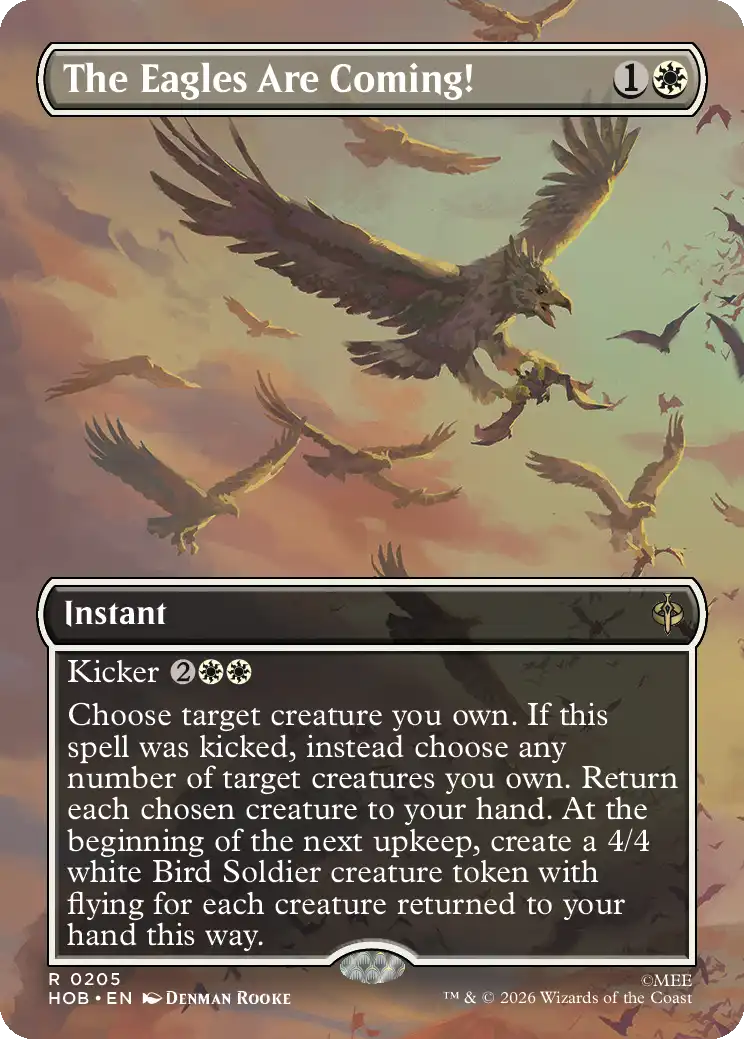 The Eagles Are Coming! 1
Instant
Kicker 2
Choose target creature you own. If this
spell was kicked, instead choose any
number of target creatures you own. Return
each chosen creature to your hand. At the
beginning of the next upkeep, create a 4/4
white Bird Soldier creature token with
flying for each creature returned to your
hand this way.
R 0205
©MEE
HOB • EN Denman Rooke
™ & © 2026 Wizards of the Coast